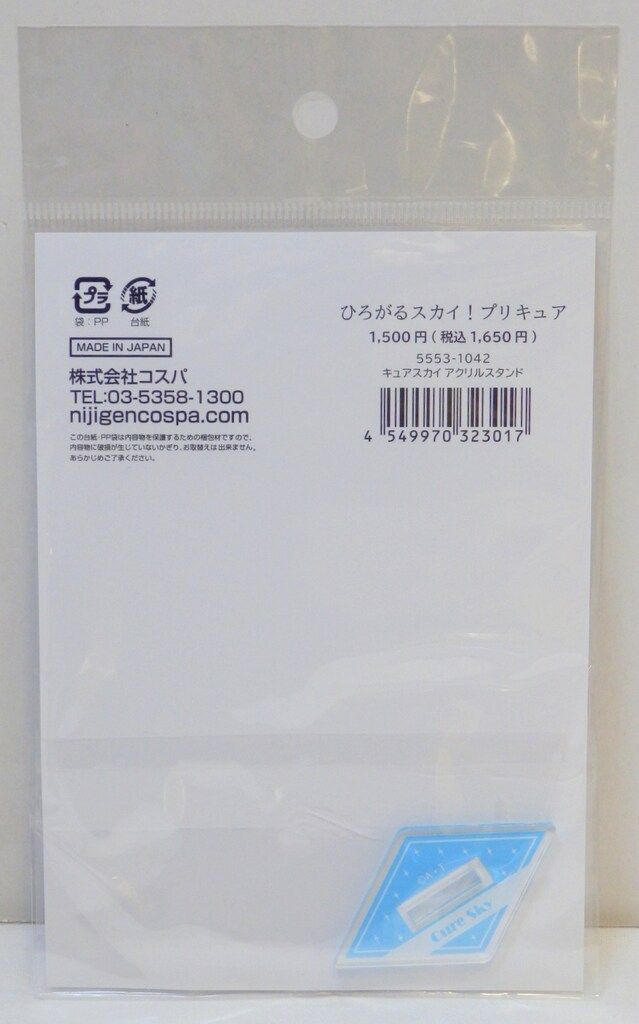 プラ
紙
袋：PP
台紙
MADE IN JAPAN
株式会社コスパ
TEL:03-5358-1300
nijigencospa.com
この台紙・PP袋は内容物を保護するための梱包材ですので、
内容物に破損が生じていないかぎり、お取替えは出来ません。
あらかじめご了承ください。
ひろがるスカイ！プリキュア
1,500円(税込1,650円)
5553-1042
キュアスカイ アクリルスタンド
4 549970 323017
©A・T
Cure Sky